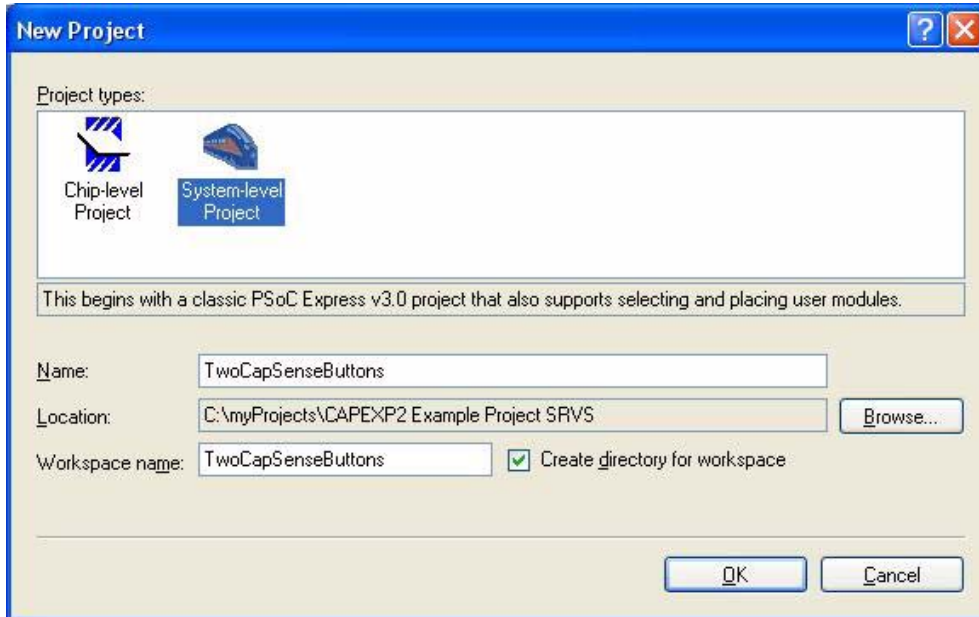 New Project
Project types:
Chip-level
Project
System-level
Project
This begins with a classic PSoC Express v3.0 project that also supports selecting and placing user modules.
Name: TwoCapSenseButtons
Location: C:\myProjects\CAPEXP2 Example Project SRVS Browse...
Workspace name: TwoCapSenseButtons Create directory for workspace
OK Cancel